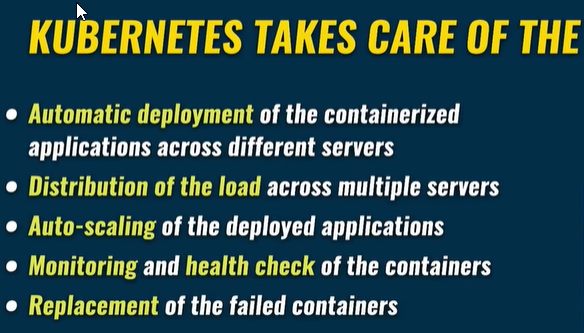 KUBERNETES TAKES CARE OF THE
• Automatic deployment of the containerized
applications across different servers
• Distribution of the load across multiple servers
• Auto-scaling of the deployed applications
• Monitoring and health check of the containers
• Replacement of the failed containers